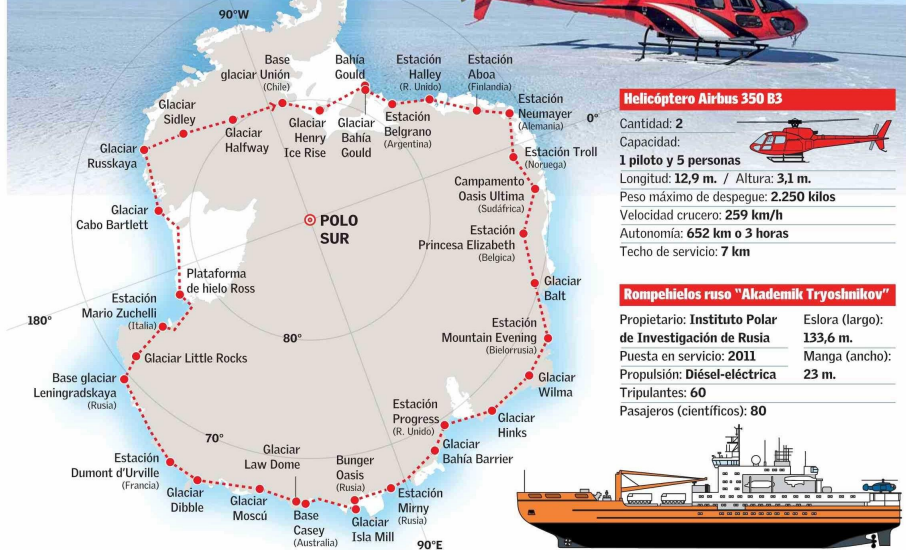 90°W
Base
glaciar Unión
(Chile)
Bahía
Gould
Estación
Halley
(R. Unido)
Estación
Aboa
(Finlandia)
Glaciar
Sidley
Glaciar
Halfway
Glaciar
Henry
Ice Rise
Glaciar
Bahía
Gould
Estación
Belgrano
(Argentina)
Estación
Neumayer
(Alemania)
0°
Glaciar
Russkaya
Estación Troll
(Noruega)
Glaciar
Cabo Bartlett
POLO
SUR
Campamento
Oasis Ultima
(Sudáfrica)
Estación
Princesa Elizabeth
(Belgica)
Plataforma
de hielo Ross
Glaciar
Balt
180°
Estación
Mario Zuchelli
(Italia)
80°
Estación
Mountain Evening
(Bielorrusia)
Glaciar Little Rocks
Base glaciar
Leningradskaya
(Rusia)
Glaciar
Wilma
Estación
Progress
(R. Unido)
Glaciar
Hinks
70°
Glaciar
Bahía Barrier
Estación
Dumont d'Urville
(Francia)
Glaciar
Dibble
Glaciar
Law Dome
Glaciar
Moscú
Base
Casey
(Australia)
Bunger
Oasis
(Rusia)
Glaciar
Isla Mill
Estación
Mirny
(Rusia)
90°E
Helicóptero Airbus 350 B3
Cantidad: 2
Capacidad:
1 piloto y 5 personas
Longitud: 12,9 m. / Altura: 3,1 m.
Peso máximo de despegue: 2.250 kilos
Velocidad crucero: 259 km/h
Autonomía: 652 km o 3 horas
Techo de servicio: 7 km
Rompehielos ruso "Akademik Tryoshnikov"
Propietario: Instituto Polar
de Investigación de Rusia
Puesta en servicio: 2011
Propulsión: Diésel-eléctrica
Tripulantes: 60
Pasajeros (científicos): 80
Eslora (largo):
133,6 m.
Manga (ancho):
23 m.